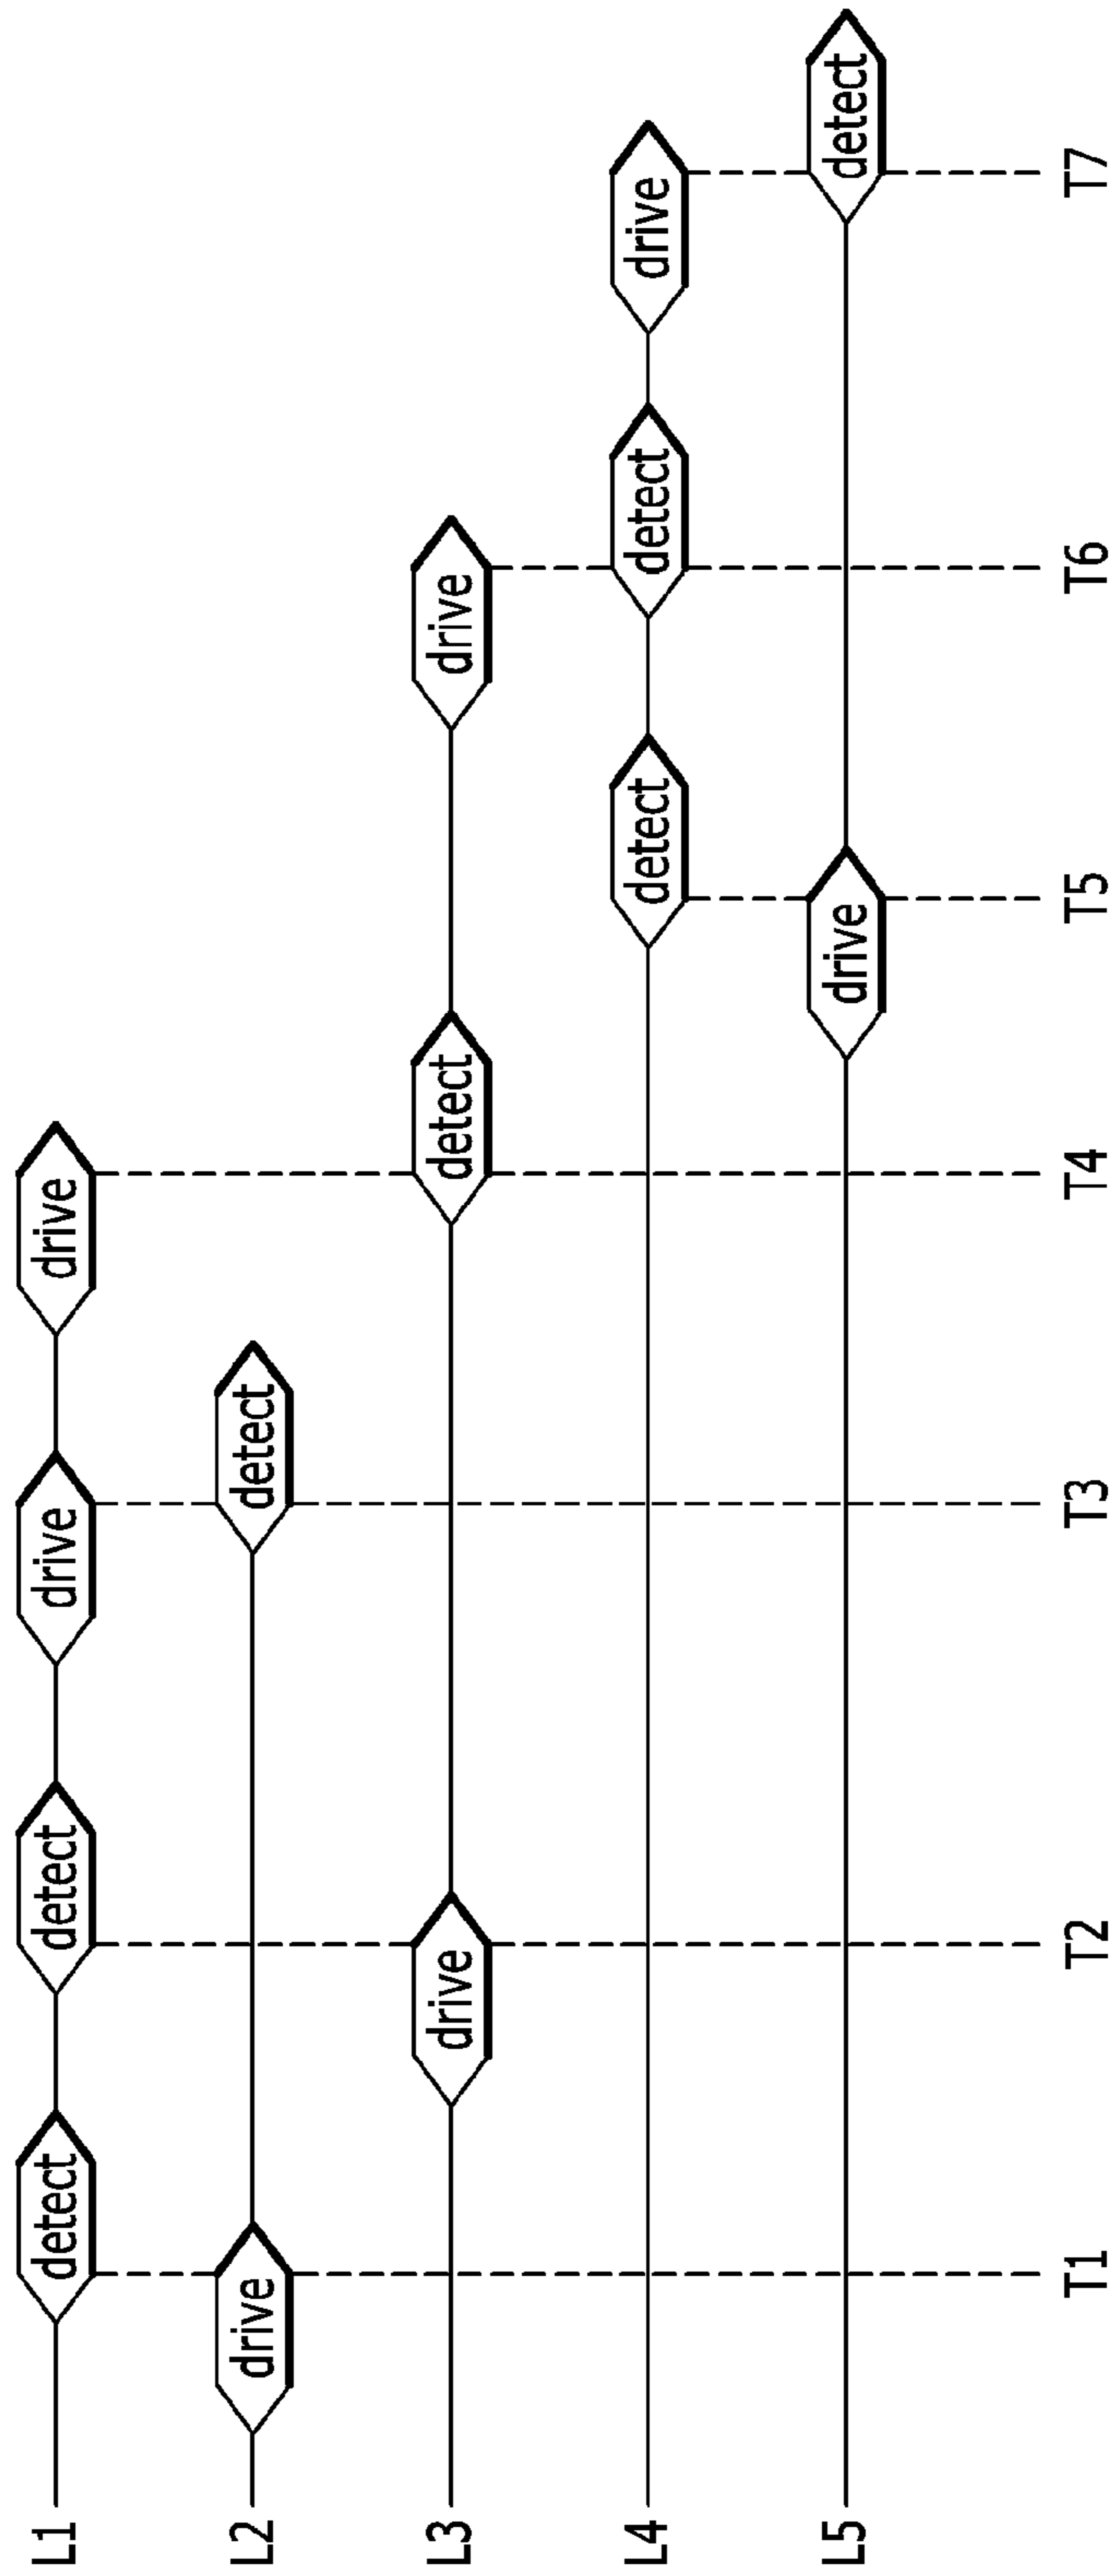 L1 detect detect drive drive
L2 drive detect
L3 drive detect drive
L4 detect detect drive
L5 drive detect
T1 T2 T3 T4 T5 T6 T7